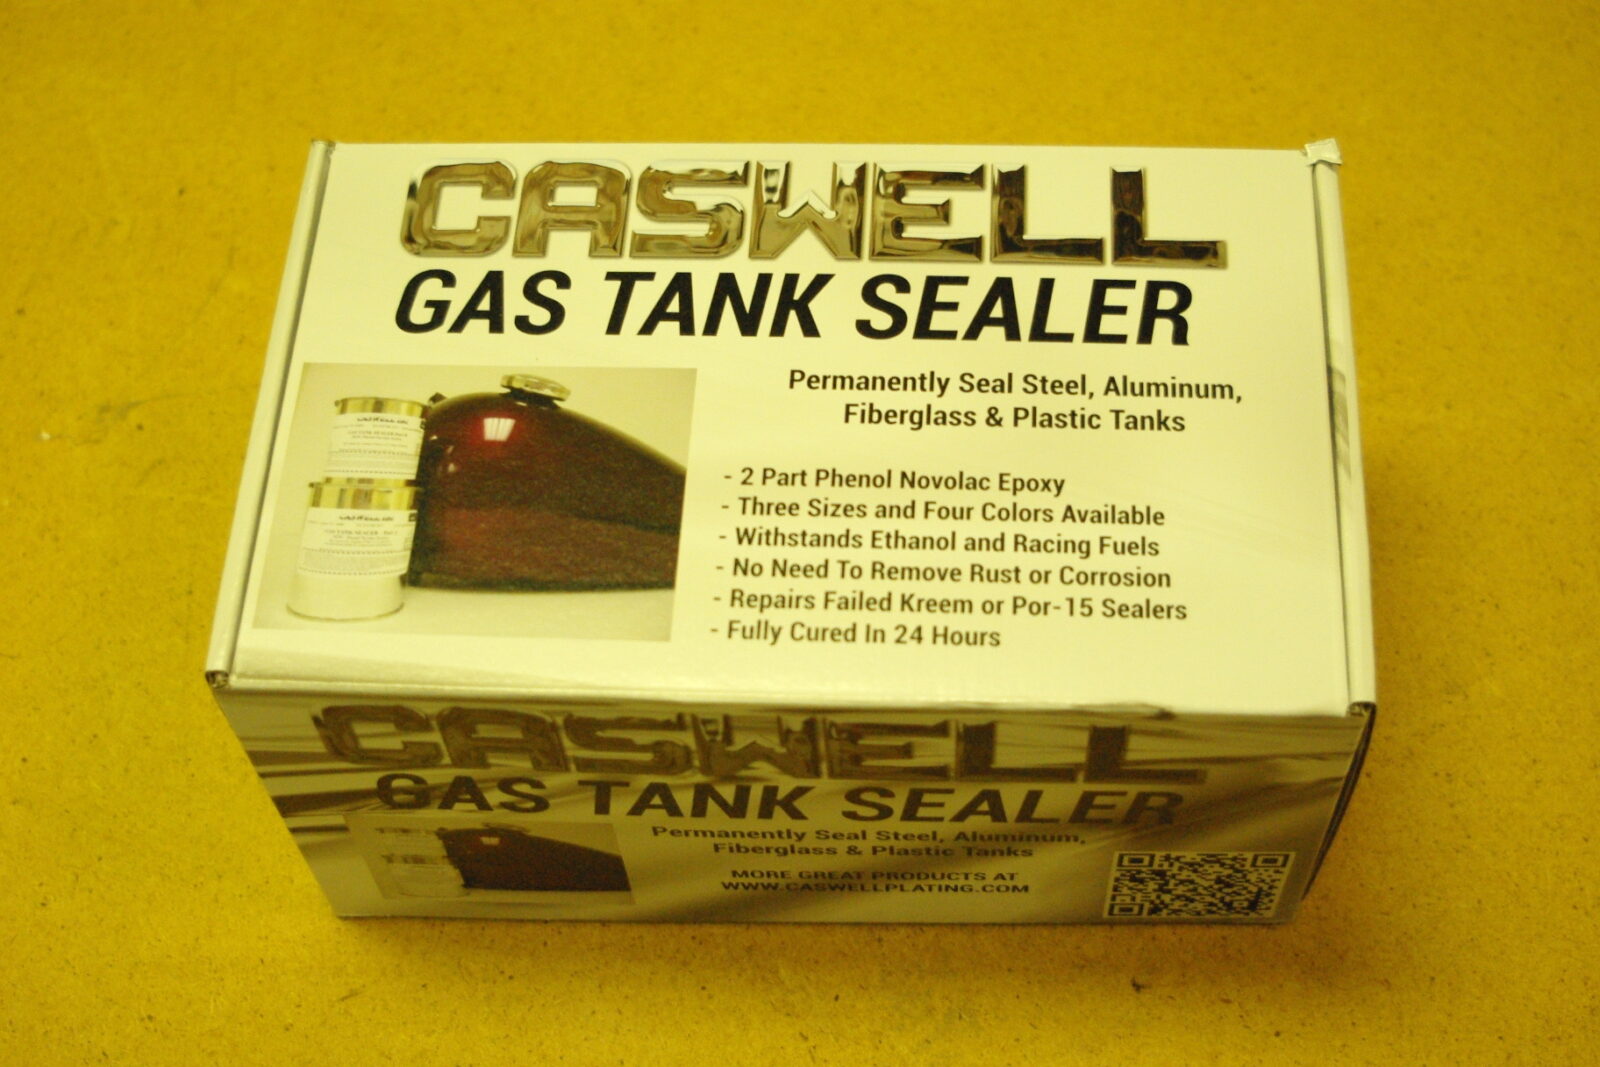 CASWELL
GAS TANK SEALER
Permanently Seal Steel, Aluminum,
Fiberglass & Plastic Tanks
- 2 Part Phenol Novolac Epoxy
- Three Sizes and Four Colors Available
- Withstands Ethanol and Racing Fuels
- No Need To Remove Rust or Corrosion
- Repairs Failed Kreem or Por-15 Sealers
- Fully Cured In 24 Hours
CASWELL
GAS TANK SEALER
Permanently Seal Steel, Aluminum,
Fiberglass & Plastic Tanks
MORE GREAT PRODUCTS AT
WWW.CASWELLPLATING.COM